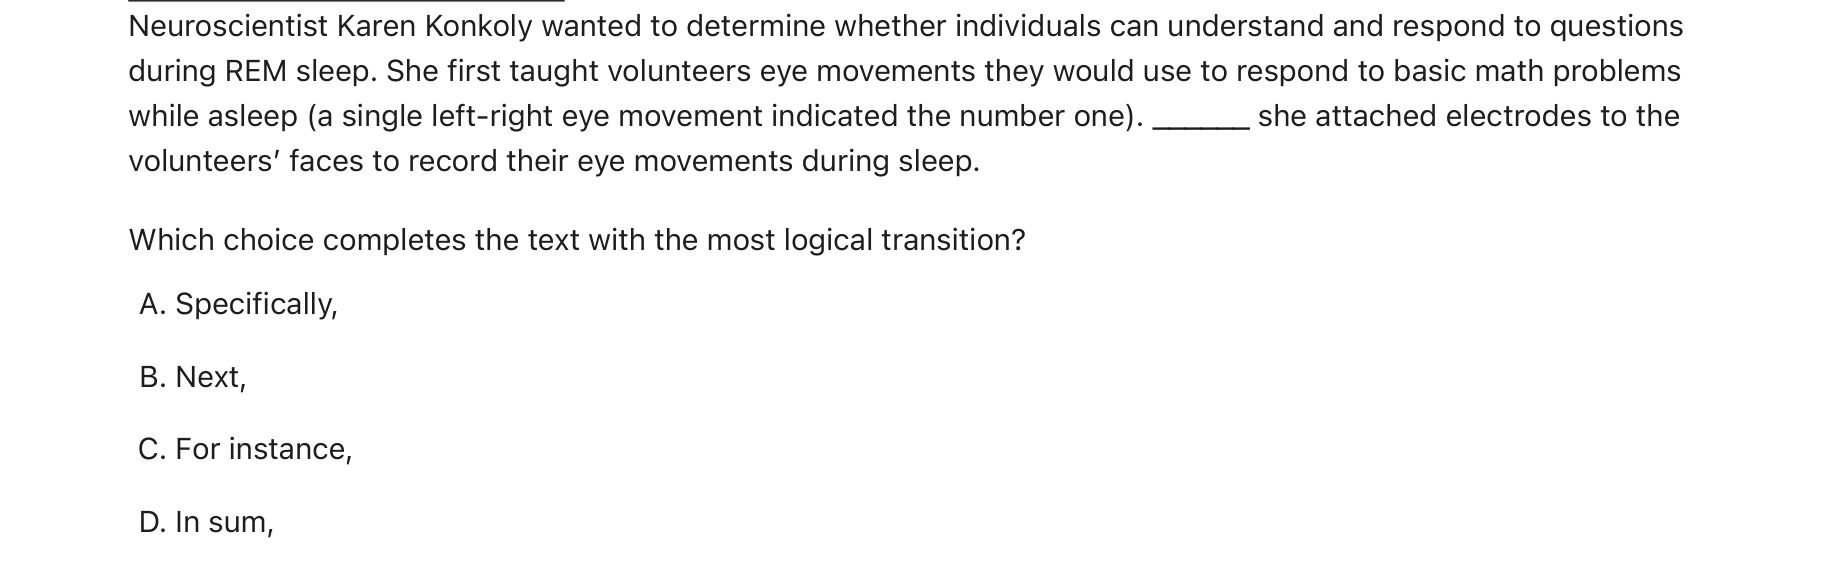 Neuroscientist Karen Konkoly wanted to determine whether individuals can understand and respond to questions
during REM sleep. She first taught volunteers eye movements they would use to respond to basic math problems
while asleep (a single left-right eye movement indicated the number one). ______ she attached electrodes to the
volunteers’ faces to record their eye movements during sleep.
Which choice completes the text with the most logical transition?
A. Specifically,
B. Next,
C. For instance,
D. In sum,